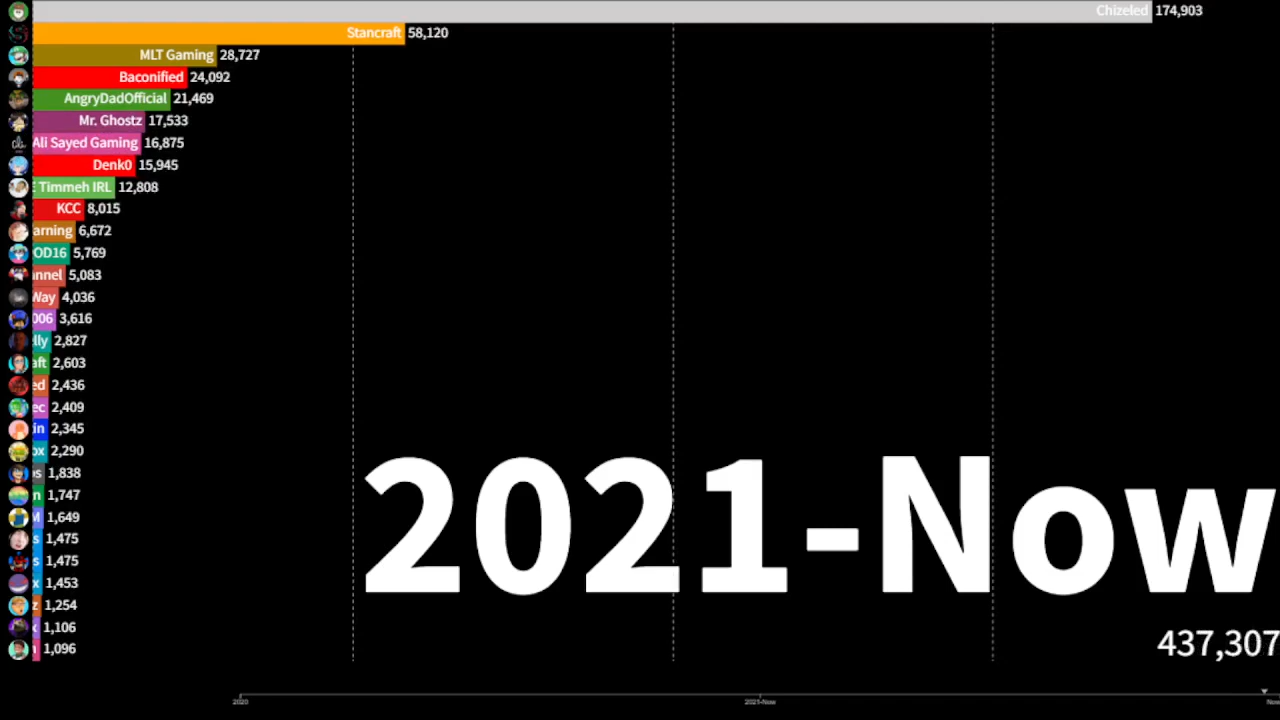 Chizeled 174,903
Stancraft 58,120
MLT Gaming 28,727
Baconified 24,092
AngryDadOfficial 21,469
Mr. Ghostz 17,533
Ali Sayed Gaming 16,875
Denk0 15,945
E Timmeh IRL 12,808
KCC 8,015
arning 6,672
OD16 5,769
nnel 5,083
Way 4,036
006 3,616
lly 2,827
aft 2,603
ed 2,436
ec 2,409
in 2,345
ox 2,290
s 1,838
n 1,747
M 1,649
s 1,475
s 1,475
x 1,453
z 1,254
x 1,106
1,096
2021-Now
437,307
2020 2021-Now Now